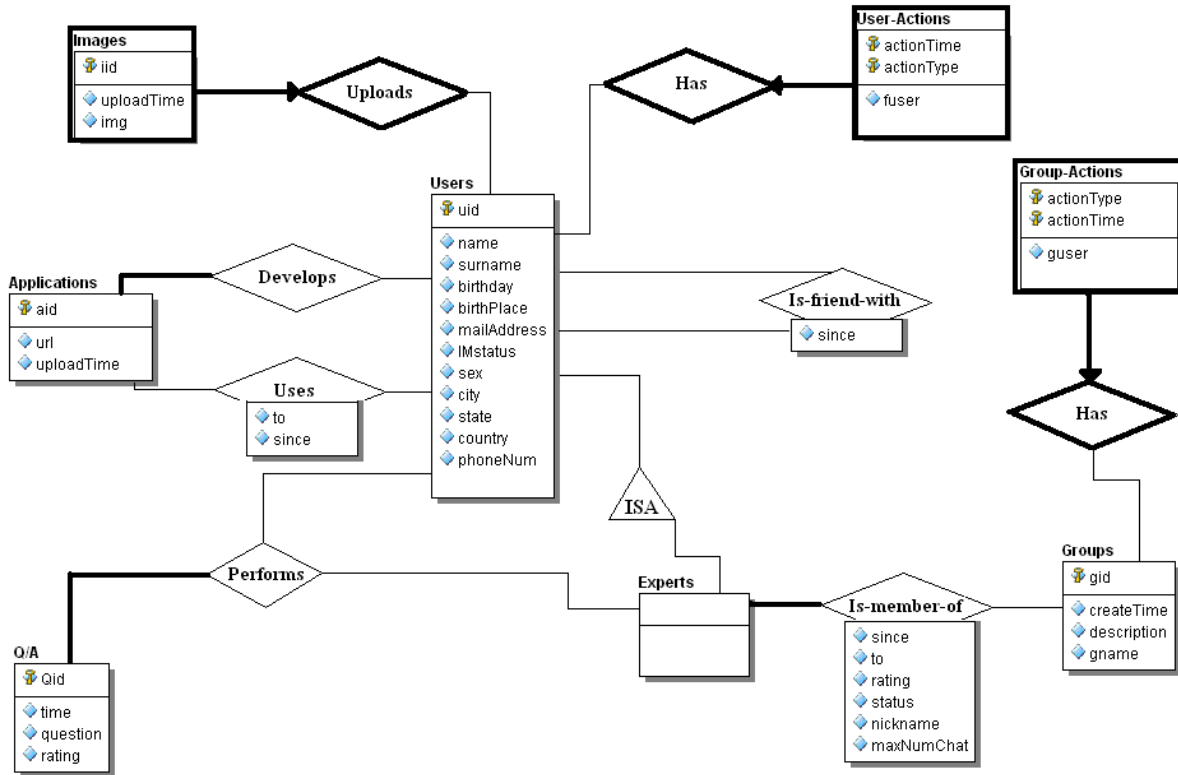 Images
iid
uploadTime
img
Uploads
User-Actions
actionTime
actionType
fuser
Has
Group-Actions
actionType
actionTime
guser
Has
Users
uid
name
surname
birthday
birthPlace
mailAddress
IMstatus
sex
city
state
country
phoneNum
Develops
Applications
aid
url
uploadTime
Uses
to
since
Is-friend-with
since
ISA
Performs
Experts
Is-member-of
since
to
rating
status
nickname
maxNumChat
Groups
gid
createTime
description
gname
Q/A
Qid
time
question
rating